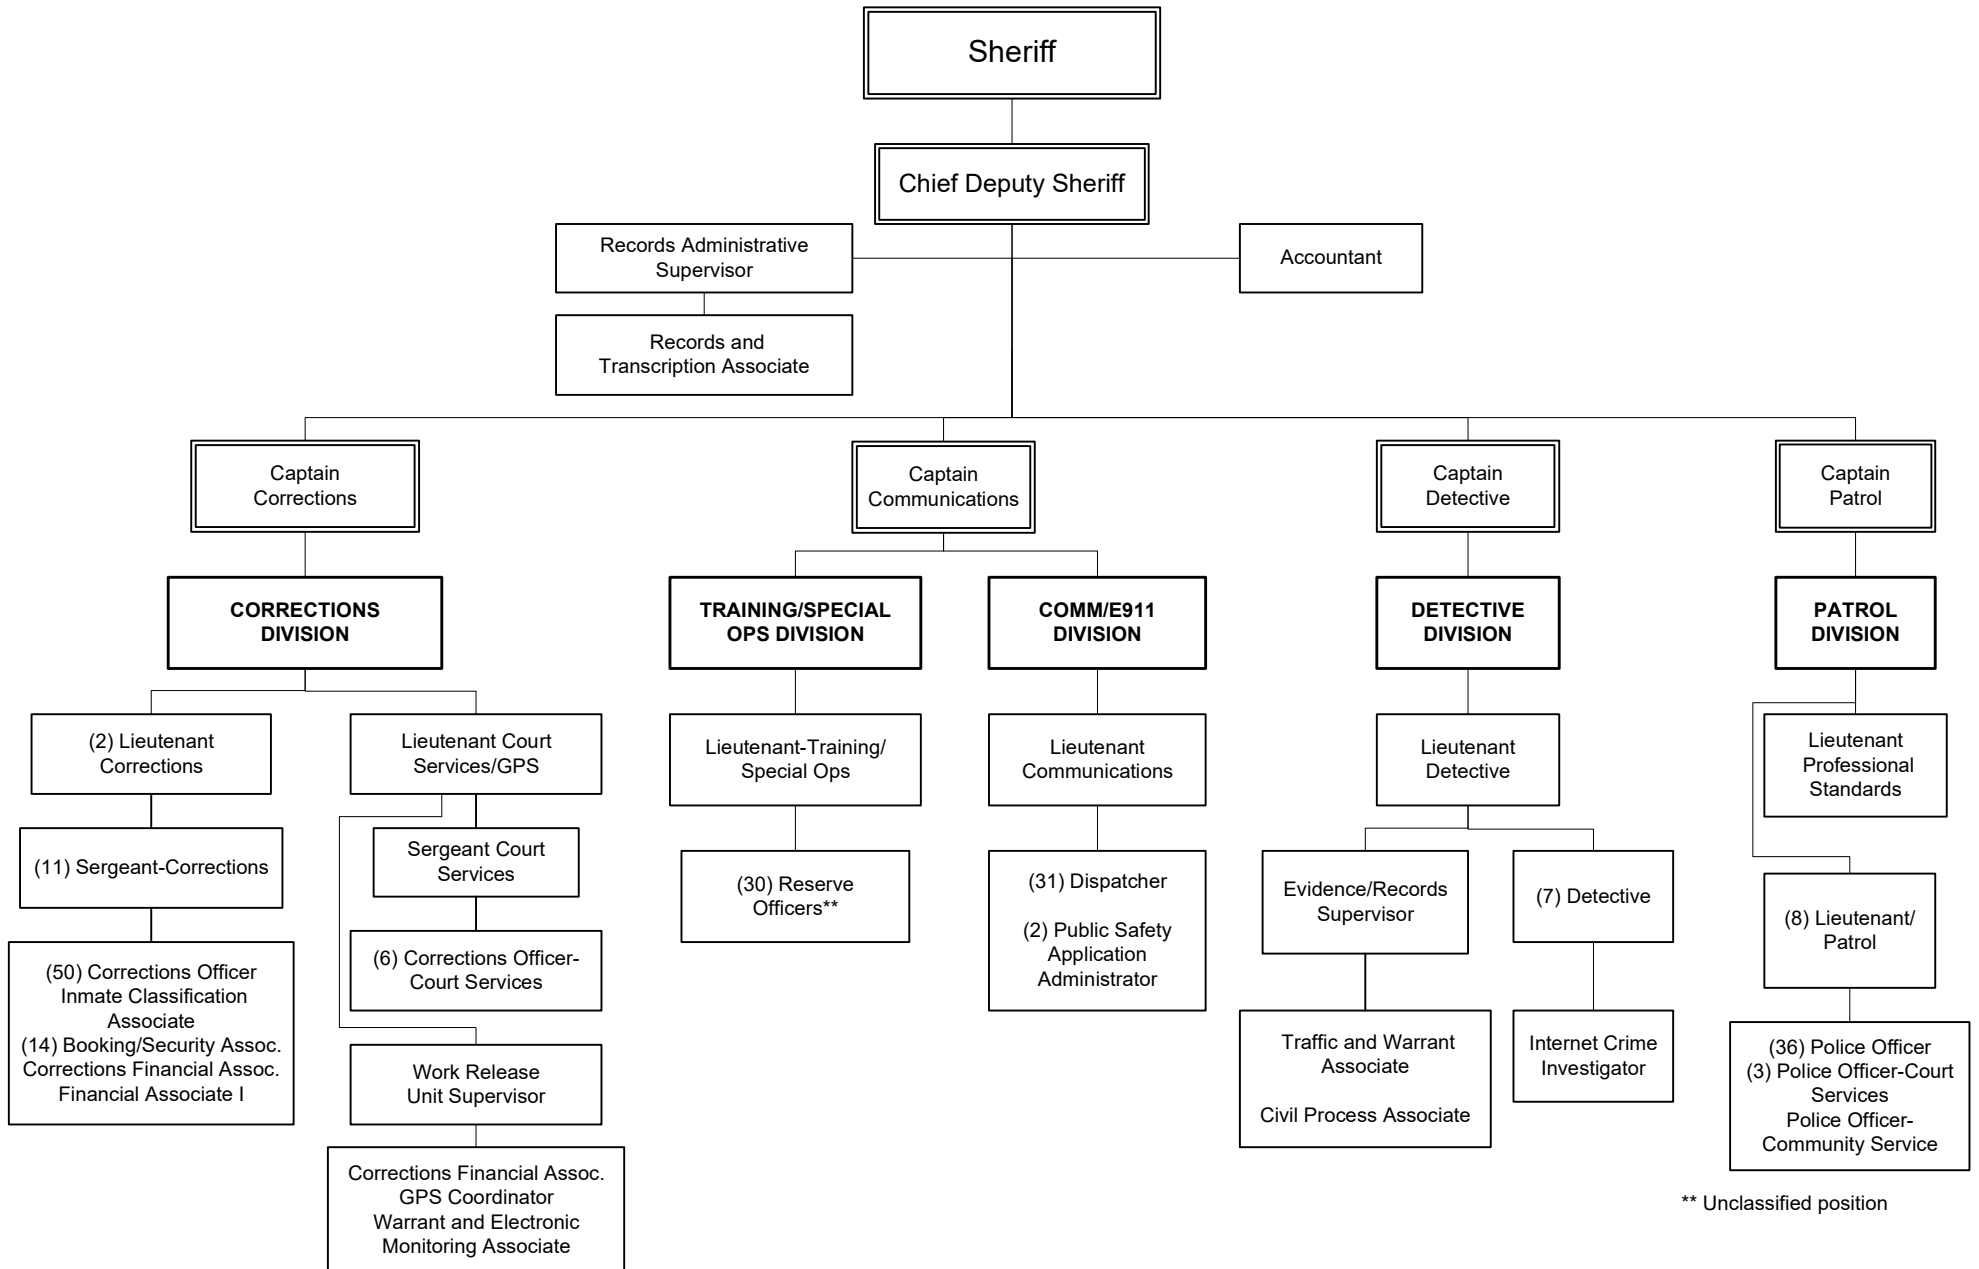 Sheriff
Chief Deputy Sheriff
Records Administrative
Supervisor
Accountant
Records and
Transcription Associate
Captain
Corrections
Captain
Communications
Captain
Detective
Captain
Patrol
CORRECTIONS
DIVISION
TRAINING/SPECIAL
OPS DIVISION
COMM/E911
DIVISION
DETECTIVE
DIVISION
PATROL
DIVISION
(2) Lieutenant
Corrections
Lieutenant Court
Services/GPS
Lieutenant-Training/
Special Ops
Lieutenant
Communications
Lieutenant
Detective
Lieutenant
Professional
Standards
(11) Sergeant-Corrections
Sergeant Court
Services
(30) Reserve
Officers**
(31) Dispatcher
(2) Public Safety
Application
Administrator
Evidence/Records
Supervisor
(7) Detective
(8) Lieutenant/
Patrol
(50) Corrections Officer
Inmate Classification
Associate
(14) Booking/Security Assoc.
Corrections Financial Assoc.
Financial Associate I
(6) Corrections Officer-
Court Services
Work Release
Unit Supervisor
Traffic and Warrant
Associate
Civil Process Associate
Internet Crime
Investigator
(36) Police Officer
(3) Police Officer-Court
Services
Police Officer-
Community Service
Corrections Financial Assoc.
GPS Coordinator
Warrant and Electronic
Monitoring Associate
** Unclassified position